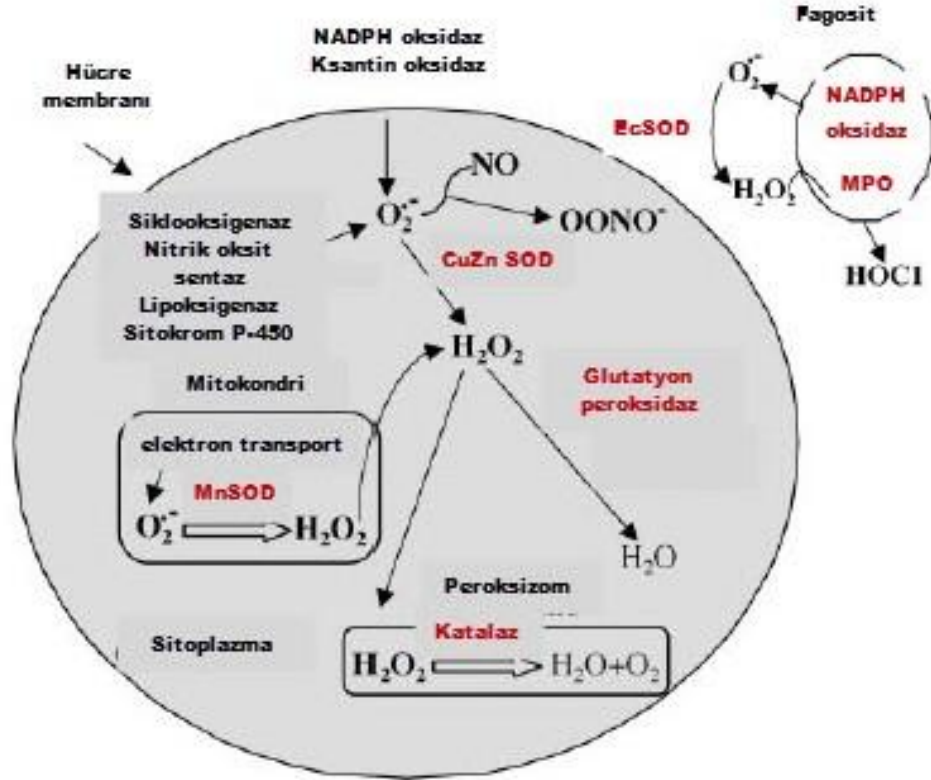 Fagosit
NADPH oksidaz
Ksantin oksidaz
Hücre
membranı
O₂•⁻
NADPH
oksidaz
EcSOD
H₂O₂
MPO
HOCl
NO
O₂•⁻
OONO⁻
Siklooksigenaz
Nitrik oksit
sentaz
Lipoksigenaz
Sitokrom P-450
CuZn SOD
H₂O₂
Mitokondri
Glutatyon
peroksidaz
elektron transport
MnSOD
O₂•⁻ H₂O₂
H₂O
Peroksizom
Sitoplazma
Katalaz
H₂O₂ H₂O+O₂